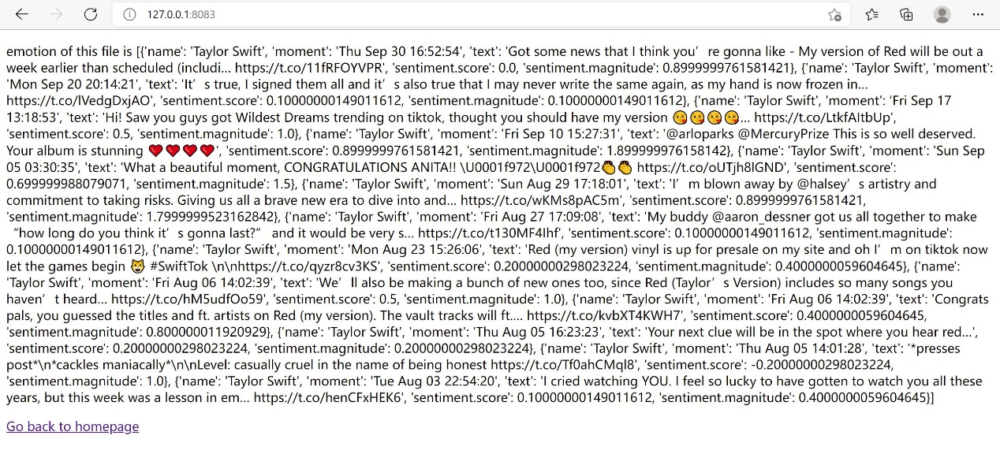 127.0.0.1:8083
emotion of this file is [{'name': 'Taylor Swift', 'moment': 'Thu Sep 30 16:52:54', 'text': 'Got some news that I think you’re gonna like - My version of Red will be out a
week earlier than scheduled (includi... https://t.co/11fRFOYVPR', 'sentiment.score': 0.0, 'sentiment.magnitude': 0.8999999761581421}, {'name': 'Taylor Swift', 'moment':
'Mon Sep 20 20:14:21', 'text': 'It’s true, I signed them all and it’s also true that I may never write the same again, as my hand is now frozen in...
https://t.co/lVedgDxjAO', 'sentiment.score': 0.10000000149011612, 'sentiment.magnitude': 0.10000000149011612}, {'name': 'Taylor Swift', 'moment': 'Fri Sep 17
13:18:53', 'text': 'Hi! Saw you guys got Wildest Dreams trending on tiktok, thought you should have my version 😘😘😘😘... https://t.co/LtkfAltbUp',
'sentiment.score': 0.5, 'sentiment.magnitude': 1.0}, {'name': 'Taylor Swift', 'moment': 'Fri Sep 10 15:27:31', 'text': '@arloparks @MercuryPrize This is so well deserved.
Your album is stunning ❤️❤️❤️❤️', 'sentiment.score': 0.8999999761581421, 'sentiment.magnitude': 1.899999976158142}, {'name': 'Taylor Swift', 'moment': 'Sun Sep
05 03:30:35', 'text': 'What a beautiful moment, CONGRATULATIONS ANITA!! \U0001f972\U0001f972👏👏 https://t.co/oUTjh8lGND', 'sentiment.score':
0.699999988079071, 'sentiment.magnitude': 1.5}, {'name': 'Taylor Swift', 'moment': 'Sun Aug 29 17:18:01', 'text': 'I’m blown away by @halsey’s artistry and
commitment to taking risks. Giving us all a brave new era to dive into and... https://t.co/wKMs8pAC5m', 'sentiment.score': 0.8999999761581421,
'sentiment.magnitude': 1.7999999523162842}, {'name': 'Taylor Swift', 'moment': 'Fri Aug 27 17:09:08', 'text': 'My buddy @aaron_dessner got us all together to make
“how long do you think it’s gonna last?” and it would be very s... https://t.co/t130MF4lhf', 'sentiment.score': 0.10000000149011612, 'sentiment.magnitude':
0.10000000149011612}, {'name': 'Taylor Swift', 'moment': 'Mon Aug 23 15:26:06', 'text': 'Red (my version) vinyl is up for presale on my site and oh I’m on tiktok now
let the games begin 😺 #SwiftTok \n\nhttps://t.co/qyzr8cv3KS', 'sentiment.score': 0.20000000298023224, 'sentiment.magnitude': 0.4000000059604645}, {'name':
'Taylor Swift', 'moment': 'Fri Aug 06 14:02:39', 'text': 'We’ll also be making a bunch of new ones too, since Red (Taylor’s Version) includes so many songs you
haven’t heard... https://t.co/hM5udfOo59', 'sentiment.score': 0.5, 'sentiment.magnitude': 1.0}, {'name': 'Taylor Swift', 'moment': 'Fri Aug 06 14:02:39', 'text': 'Congrats
pals, you guessed the titles and ft. artists on Red (my version). The vault tracks will ft.... https://t.co/kvbXT4KWH7', 'sentiment.score': 0.4000000059604645,
'sentiment.magnitude': 0.800000011920929}, {'name': 'Taylor Swift', 'moment': 'Thu Aug 05 16:23:23', 'text': 'Your next clue will be in the spot where you hear red...',
'sentiment.score': 0.20000000298023224, 'sentiment.magnitude': 0.20000000298023224}, {'name': 'Taylor Swift', 'moment': 'Thu Aug 05 14:01:28', 'text': '*presses
post*\n*cackles maniacally*\n\nLevel: casually cruel in the name of being honest https://t.co/Tf0ahCMql8', 'sentiment.score': -0.20000000298023224,
'sentiment.magnitude': 1.0}, {'name': 'Taylor Swift', 'moment': 'Tue Aug 03 22:54:20', 'text': 'I cried watching YOU. I feel so lucky to have gotten to watch you all these
years, but this week was a lesson in em... https://t.co/henCFxHEK6', 'sentiment.score': 0.10000000149011612, 'sentiment.magnitude': 0.4000000059604645}]
Go back to homepage